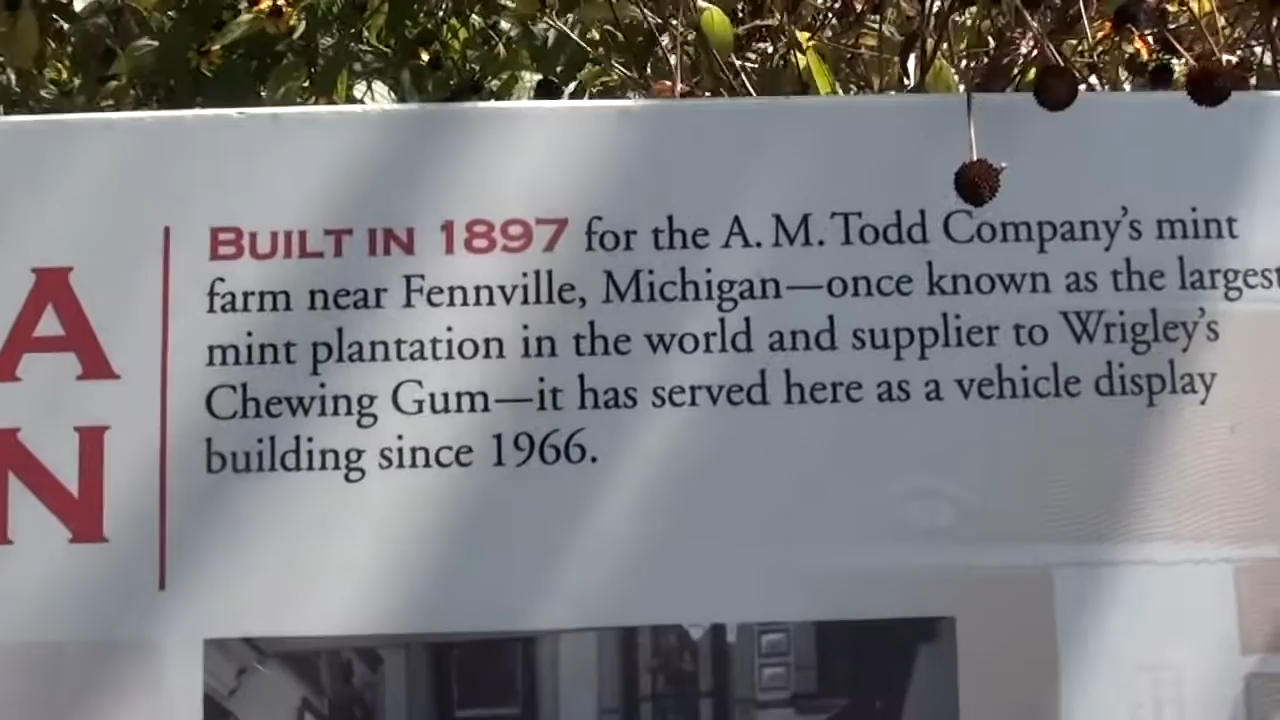 A
N
BUILT IN 1897 for the A. M. Todd Company's mint
farm near Fennville, Michigan—once known as the largest
mint plantation in the world and supplier to Wrigley's
Chewing Gum—it has served here as a vehicle display
building since 1966.